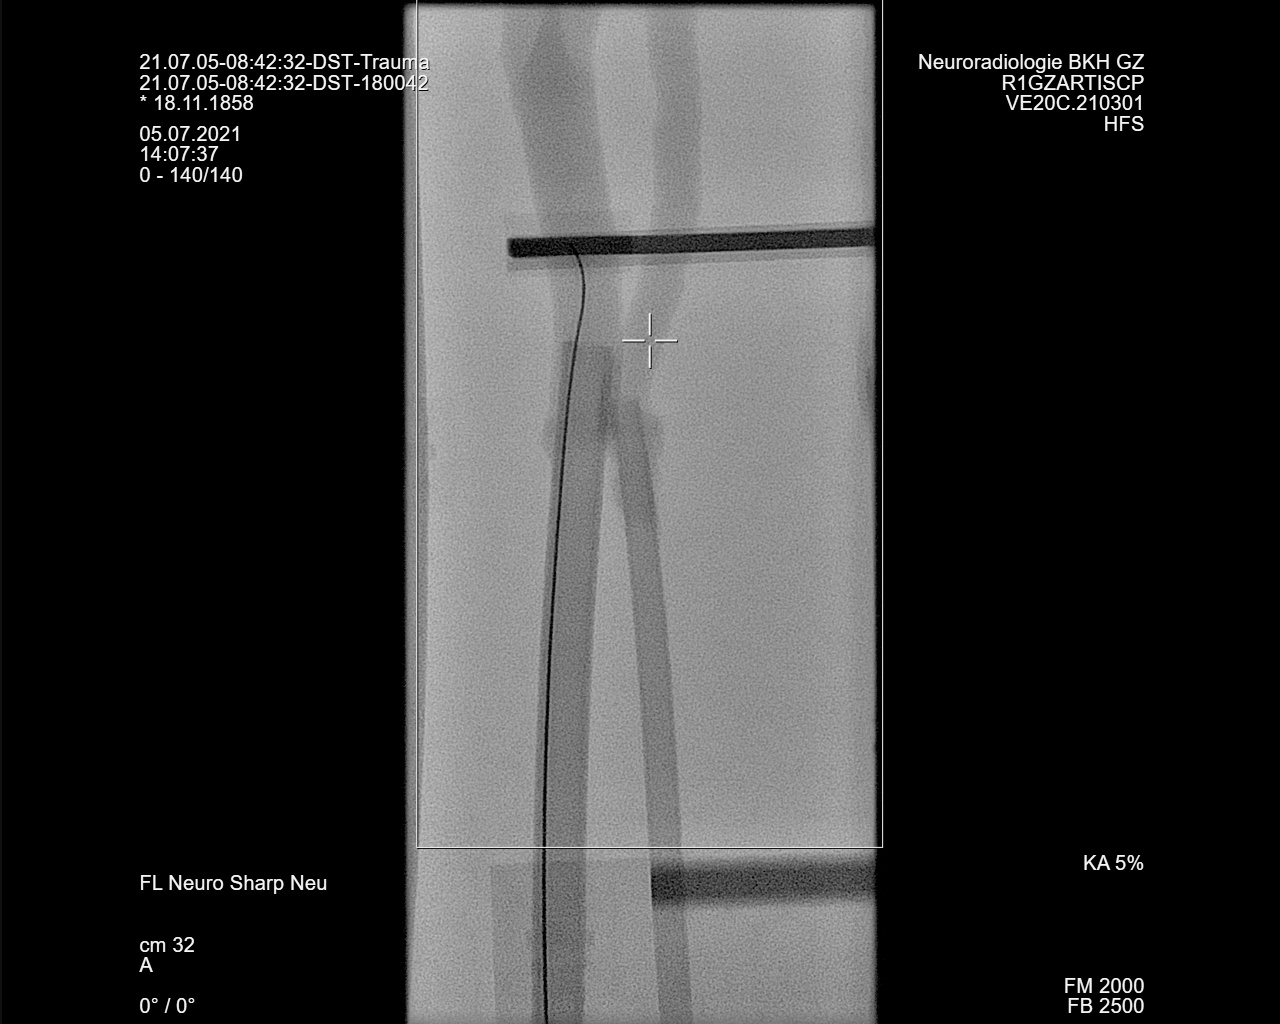 21.07.05-08:42:32-DST-Trauma
21.07.05-08:42:32-DST-180042
* 18.11.1858
05.07.2021
14:07:37
0 - 140/140
Neuroradiologie BKH GZ
R1GZARTISCP
VE20C.210301
HFS
FL Neuro Sharp Neu
cm 32
A
0° / 0°
KA 5%
FM 2000
FB 2500